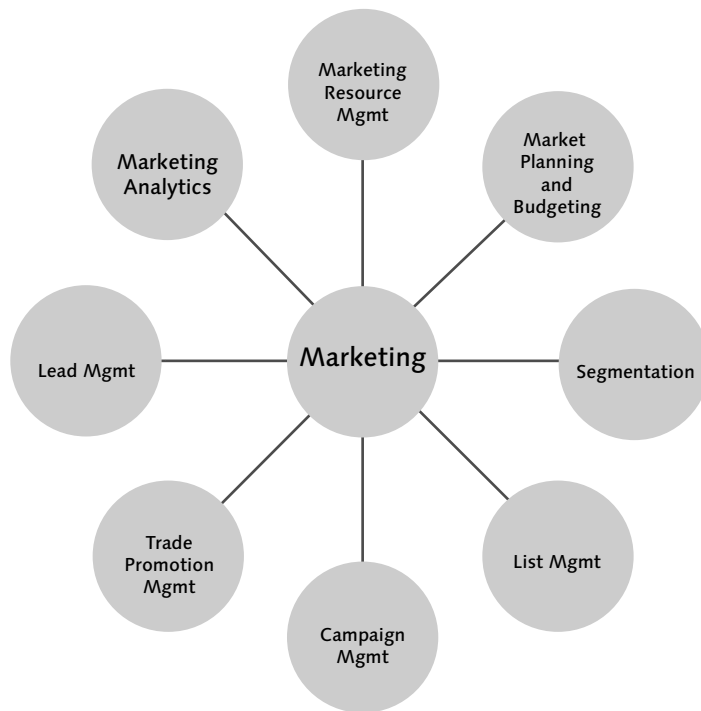 Marketing
Resource
Mgmt
Market
Planning
and
Budgeting
Marketing
Analytics
Marketing
Segmentation
Lead Mgmt
Trade
Promotion
Mgmt
List Mgmt
Campaign
Mgmt